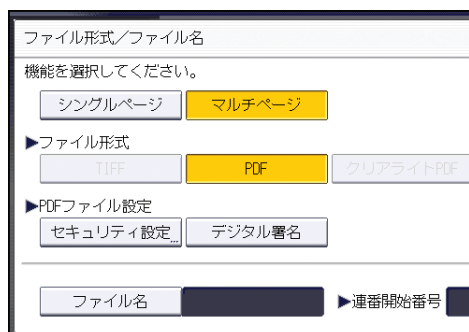 ファイル形式／ファイル名
機能を選択してください。
シングルページ マルチページ
▶ファイル形式
TIFF PDF クリアライトPDF
▶PDFファイル設定
セキュリティ設定... デジタル署名
ファイル名 ▶連番開始番号